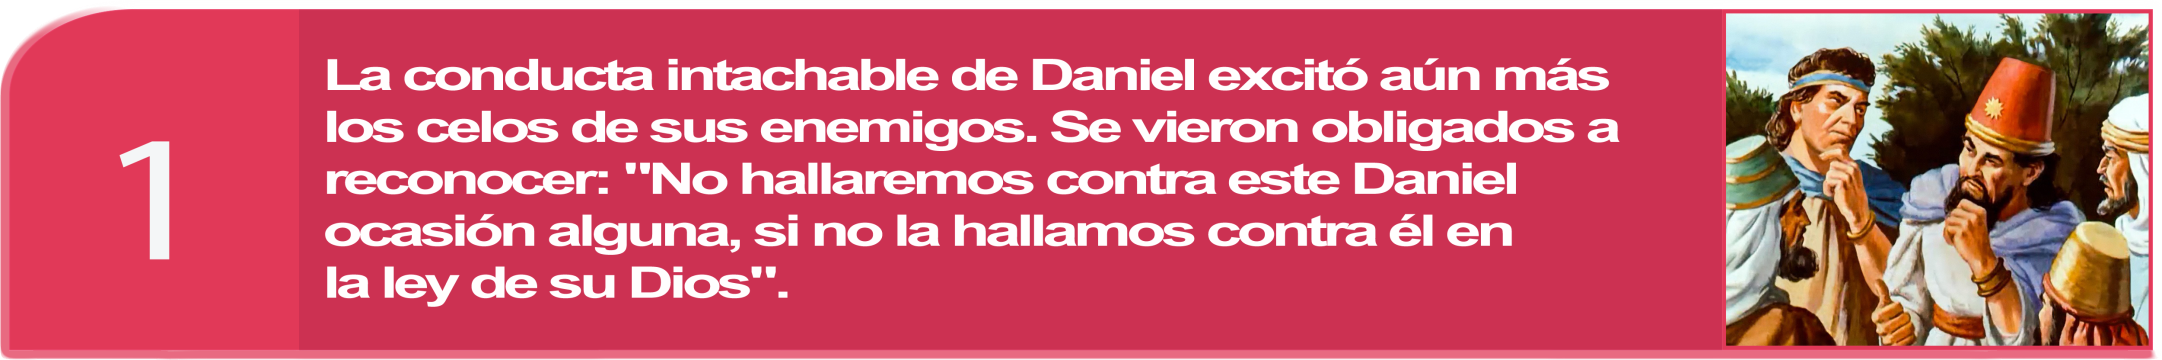 1
La conducta intachable de Daniel excitó aún más
los celos de sus enemigos. Se vieron obligados a
reconocer: "No hallaremos contra este Daniel
ocasión alguna, si no la hallamos contra él en
la ley de su Dios".